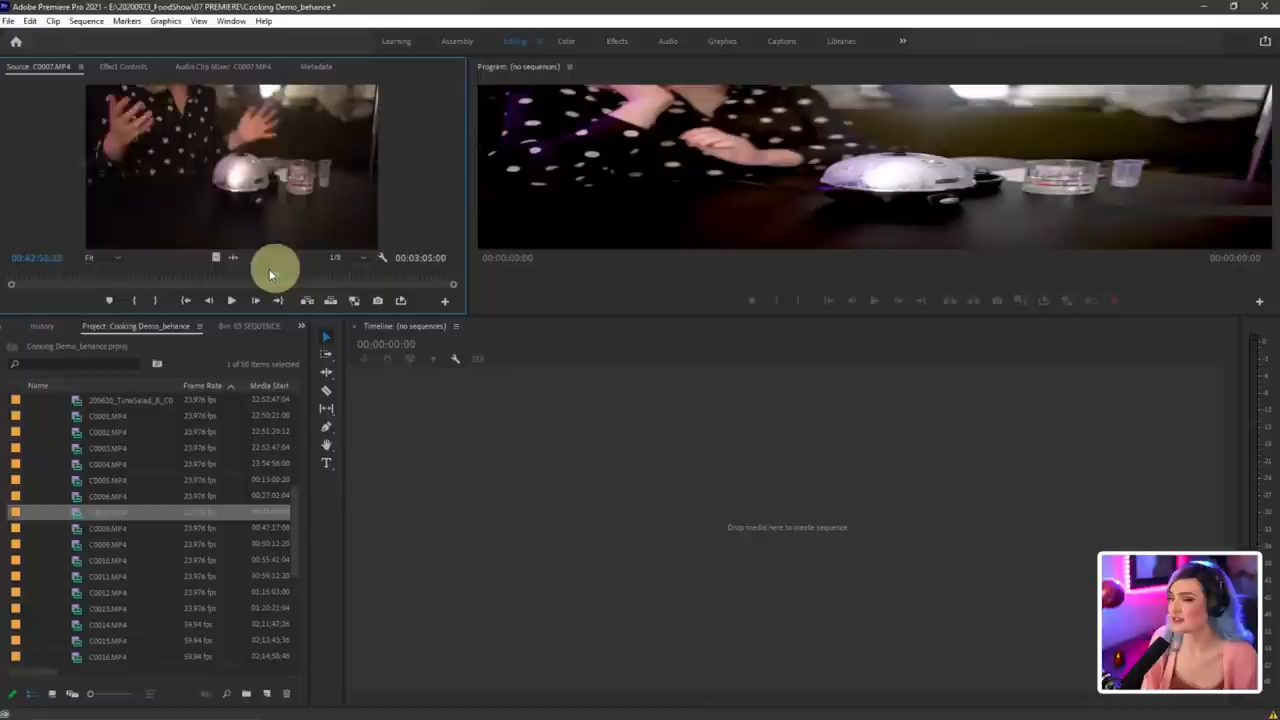 Pr Adobe Premiere Pro 2021 - E:\20200923_FoodShow\07 PREMIERE\Cooking Demo_behance *
File Edit Clip Sequence Markers Graphics View Window Help
Learning Assembly Editing Color Effects Audio Graphics Captions Libraries
Source: C0007.MP4 Effect Controls Audio Clip Mixer: C0007.MP4 Metadata
Program: (no sequences)
Fit 1/8 00:03:05:00
00:00:00:00 00:00:00:00
History Project: Cooking Demo_behance Bin: 03 SEQUENCE
Timeline: (no sequences)
Cooking Demo_behance.prproj
00:00:00:00
1 of 50 items selected
Name Frame Rate Media Start
200620_TunaSalad_B_C0 23.976 fps 22:52:47:04
C0001.MP4 23.976 fps 22:50:21:08
C0002.MP4 23.976 fps 22:51:20:12
C0003.MP4 23.976 fps 22:52:47:04
C0004.MP4 23.976 fps 23:54:56:00
C0005.MP4 23.976 fps 00:13:00:20
C0006.MP4 23.976 fps 00:27:02:04
C0008.MP4 23.976 fps 00:47:17:08
C0009.MP4 23.976 fps 00:50:12:20
C0010.MP4 23.976 fps 00:55:41:04
C0011.MP4 23.976 fps 00:59:12:20
C0012.MP4 23.976 fps 01:15:03:00
C0013.MP4 23.976 fps 01:20:21:04
C0014.MP4 59.94 fps 02;11;47;26
C0015.MP4 59.94 fps 02;13;43;36
C0016.MP4 59.94 fps 02;14;58;46
Drop media here to create sequence.